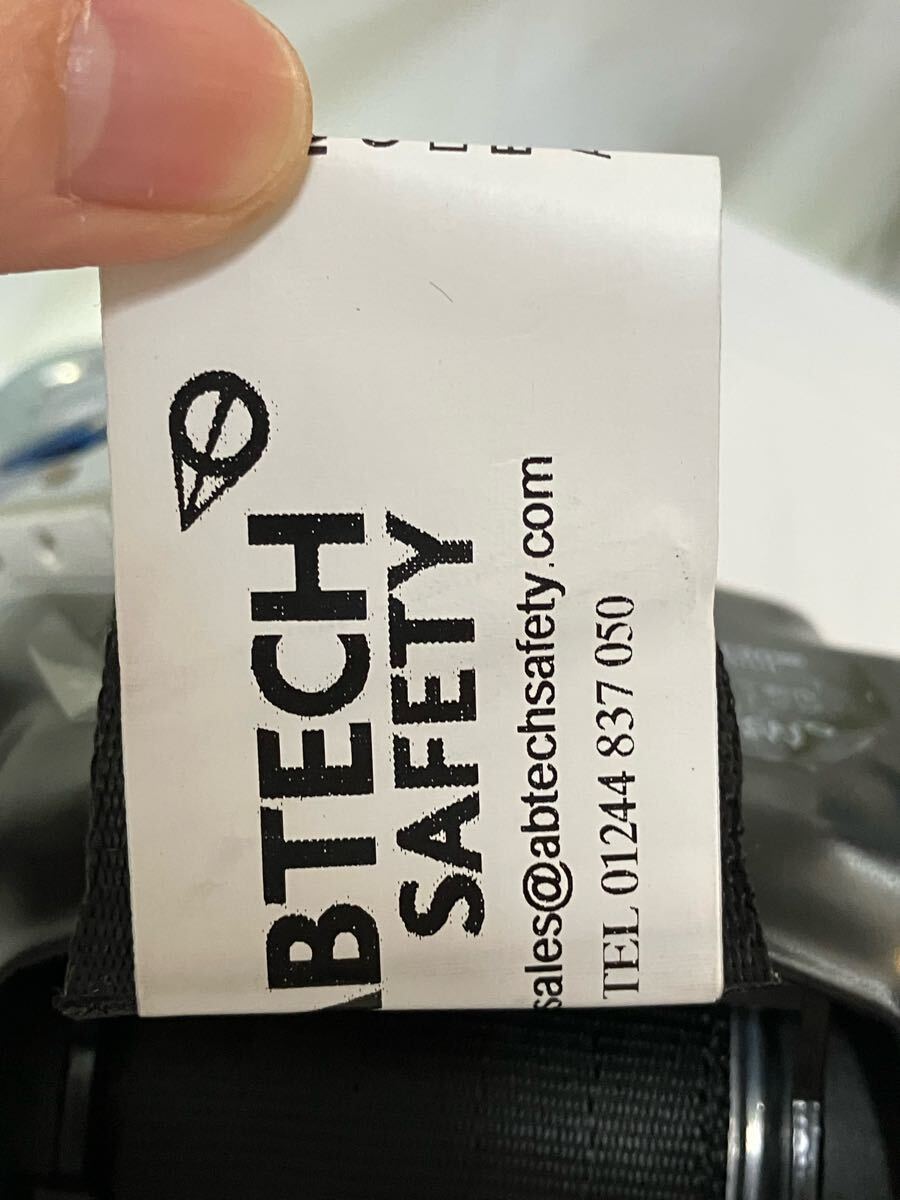 ABTECH
SAFETY
sales@abtechsafety.com
TEL 01244 837 050